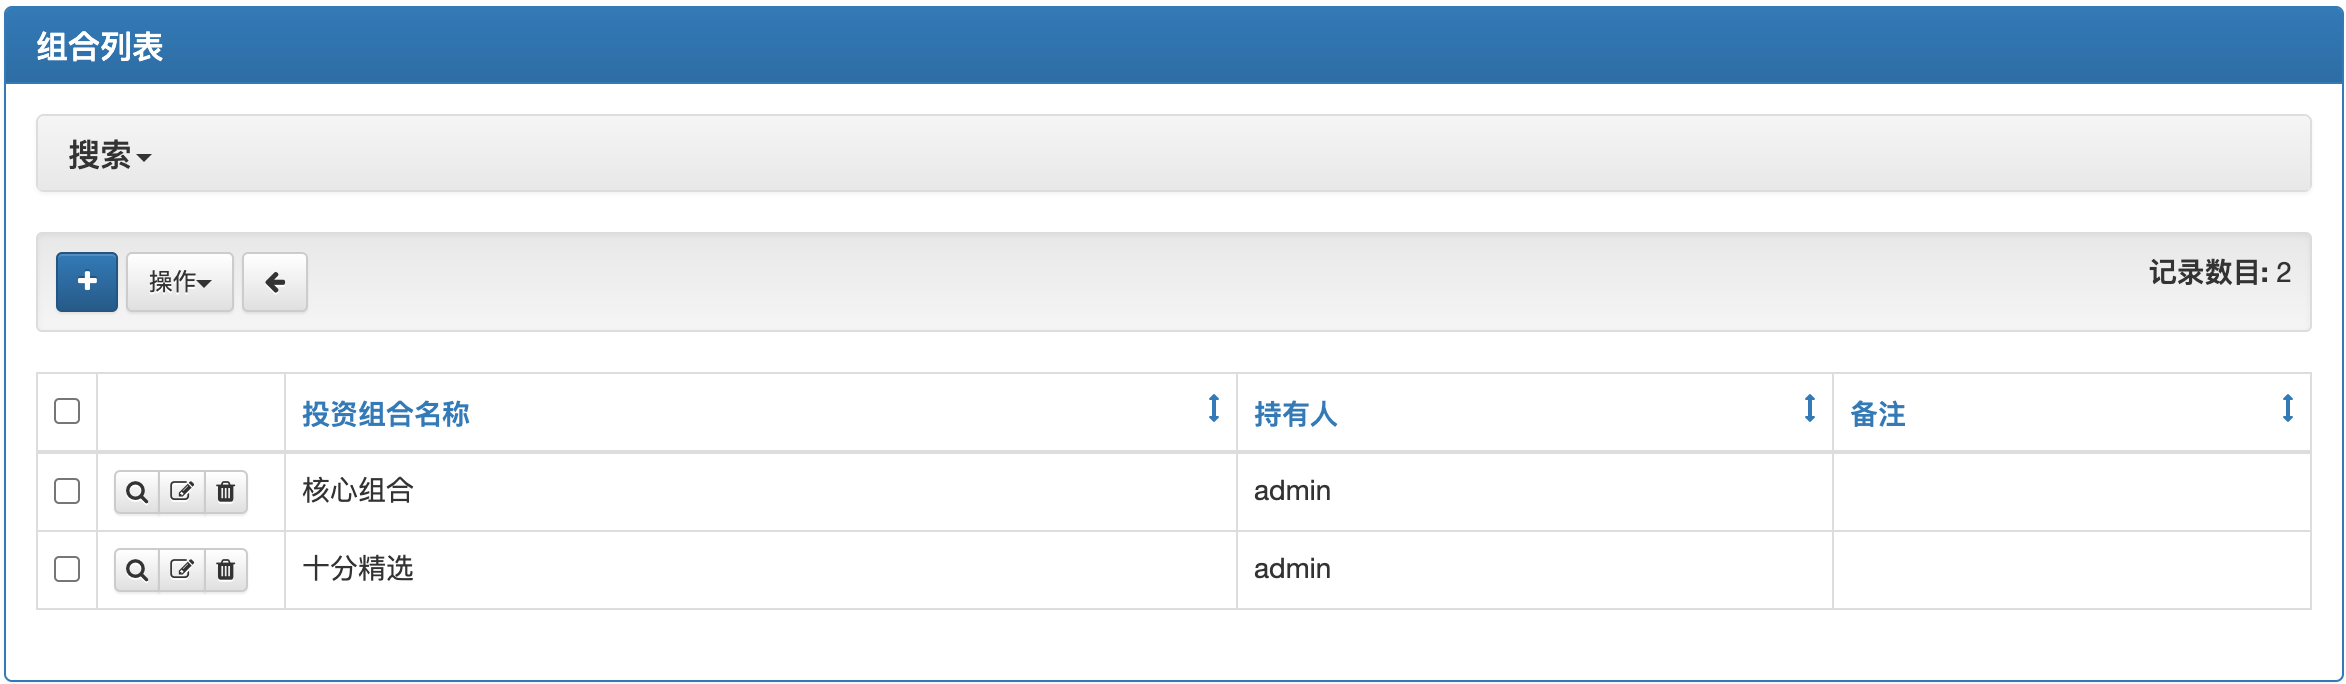 组合列表
搜索
操作
记录数目: 2
投资组合名称 持有人 备注
核心组合 admin
十分精选 admin